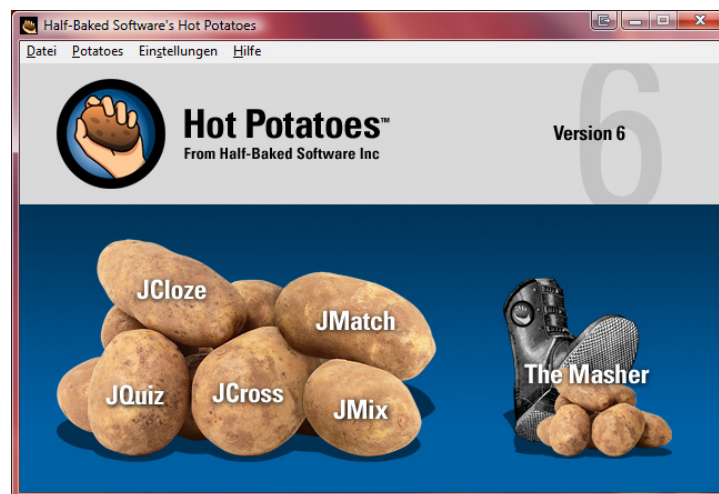 Half-Baked Software's Hot Potatoes
Datei Potatoes Einstellungen Hilfe
6
Hot Potatoes™
From Half-Baked Software Inc
Version 6
JCloze
JMatch
The Masher
JQuiz
JCross
JMix